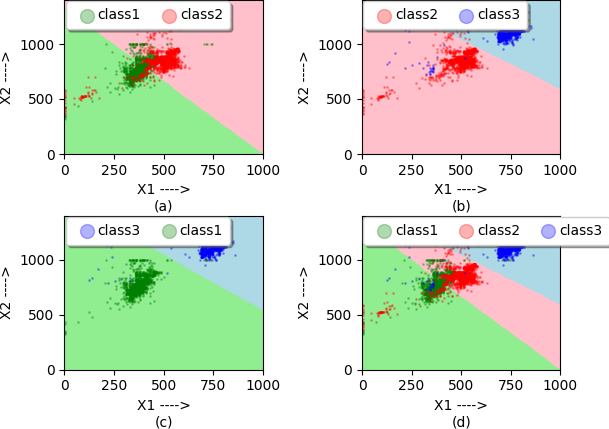 class1 class2
X2 ---->
1000
500
0
0 250 500 750 1000
X1 ---->
(a)
class2 class3
X2 ---->
1000
500
0
0 250 500 750 1000
X1 ---->
(b)
class3 class1
X2 ---->
1000
500
0
0 250 500 750 1000
X1 ---->
(c)
class1 class2 class3
X2 ---->
1000
500
0
0 250 500 750 1000
X1 ---->
(d)